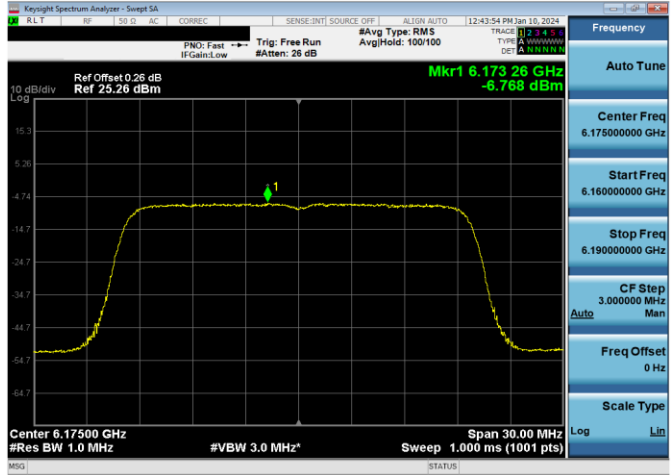 Keysight Spectrum Analyzer - Swept SA
R L T RF 50 Ω AC CORREC SENSE:INT SOURCE OFF ALIGN AUTO 12:43:54 PM Jan 10, 2024
PNO: Fast Trig: Free Run #Avg Type: RMS TRACE 1 2 3 4 5 6
IFGain:Low #Atten: 26 dB Avg|Hold: 100/100 TYPE A WWWWW
DET A N N N N N
Mkr1 6.173 26 GHz
-6.768 dBm
Ref Offset 0.26 dB
10 dB/div Ref 25.26 dBm
Log
15.3
5.26
-4.74
-14.7
-24.7
-34.7
-44.7
-54.7
-64.7
1
Center 6.17500 GHz Span 30.00 MHz
#Res BW 1.0 MHz #VBW 3.0 MHz* Sweep 1.000 ms (1001 pts)
MSG STATUS
Frequency
Auto Tune
Center Freq
6.175000000 GHz
Start Freq
6.160000000 GHz
Stop Freq
6.190000000 GHz
CF Step
3.000000 MHz
Auto Man
Freq Offset
0 Hz
Scale Type
Log Lin